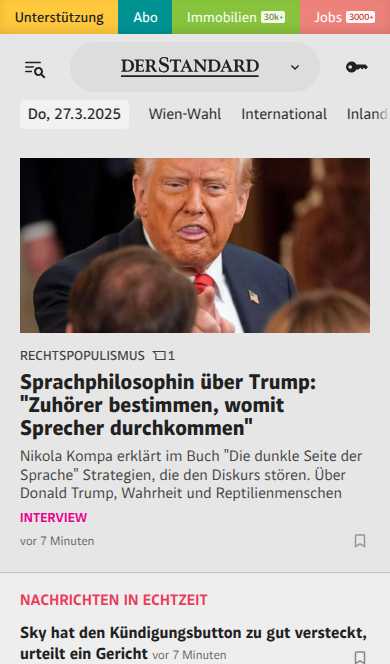 Unterstützung Abo Immobilien 30k+ Jobs 3000+
DERSTANDARD
Do, 27.3.2025 Wien-Wahl International Inland
RECHTSPOPULISMUS 1
Sprachphilosophin über Trump:
"Zuhörer bestimmen, womit
Sprecher durchkommen"
Nikola Kompa erklärt im Buch "Die dunkle Seite der
Sprache" Strategien, die den Diskurs stören. Über
Donald Trump, Wahrheit und Reptilienmenschen
INTERVIEW
vor 7 Minuten
NACHRICHTEN IN ECHTZEIT
Sky hat den Kündigungsbutton zu gut versteckt,
urteilt ein Gericht vor 7 Minuten